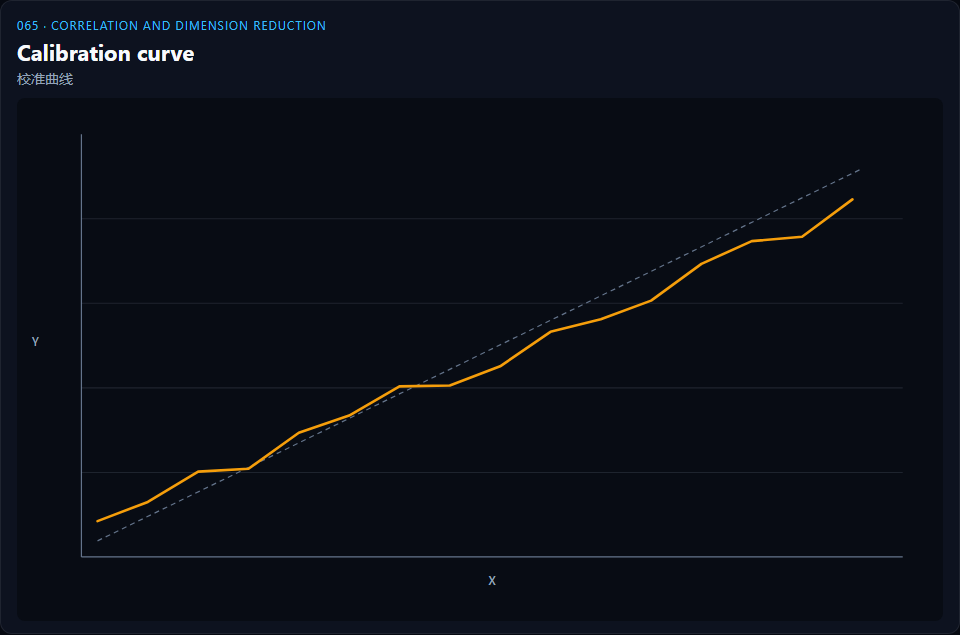 065 · CORRELATION AND DIMENSION REDUCTION
Calibration curve
校准曲线
Y
X